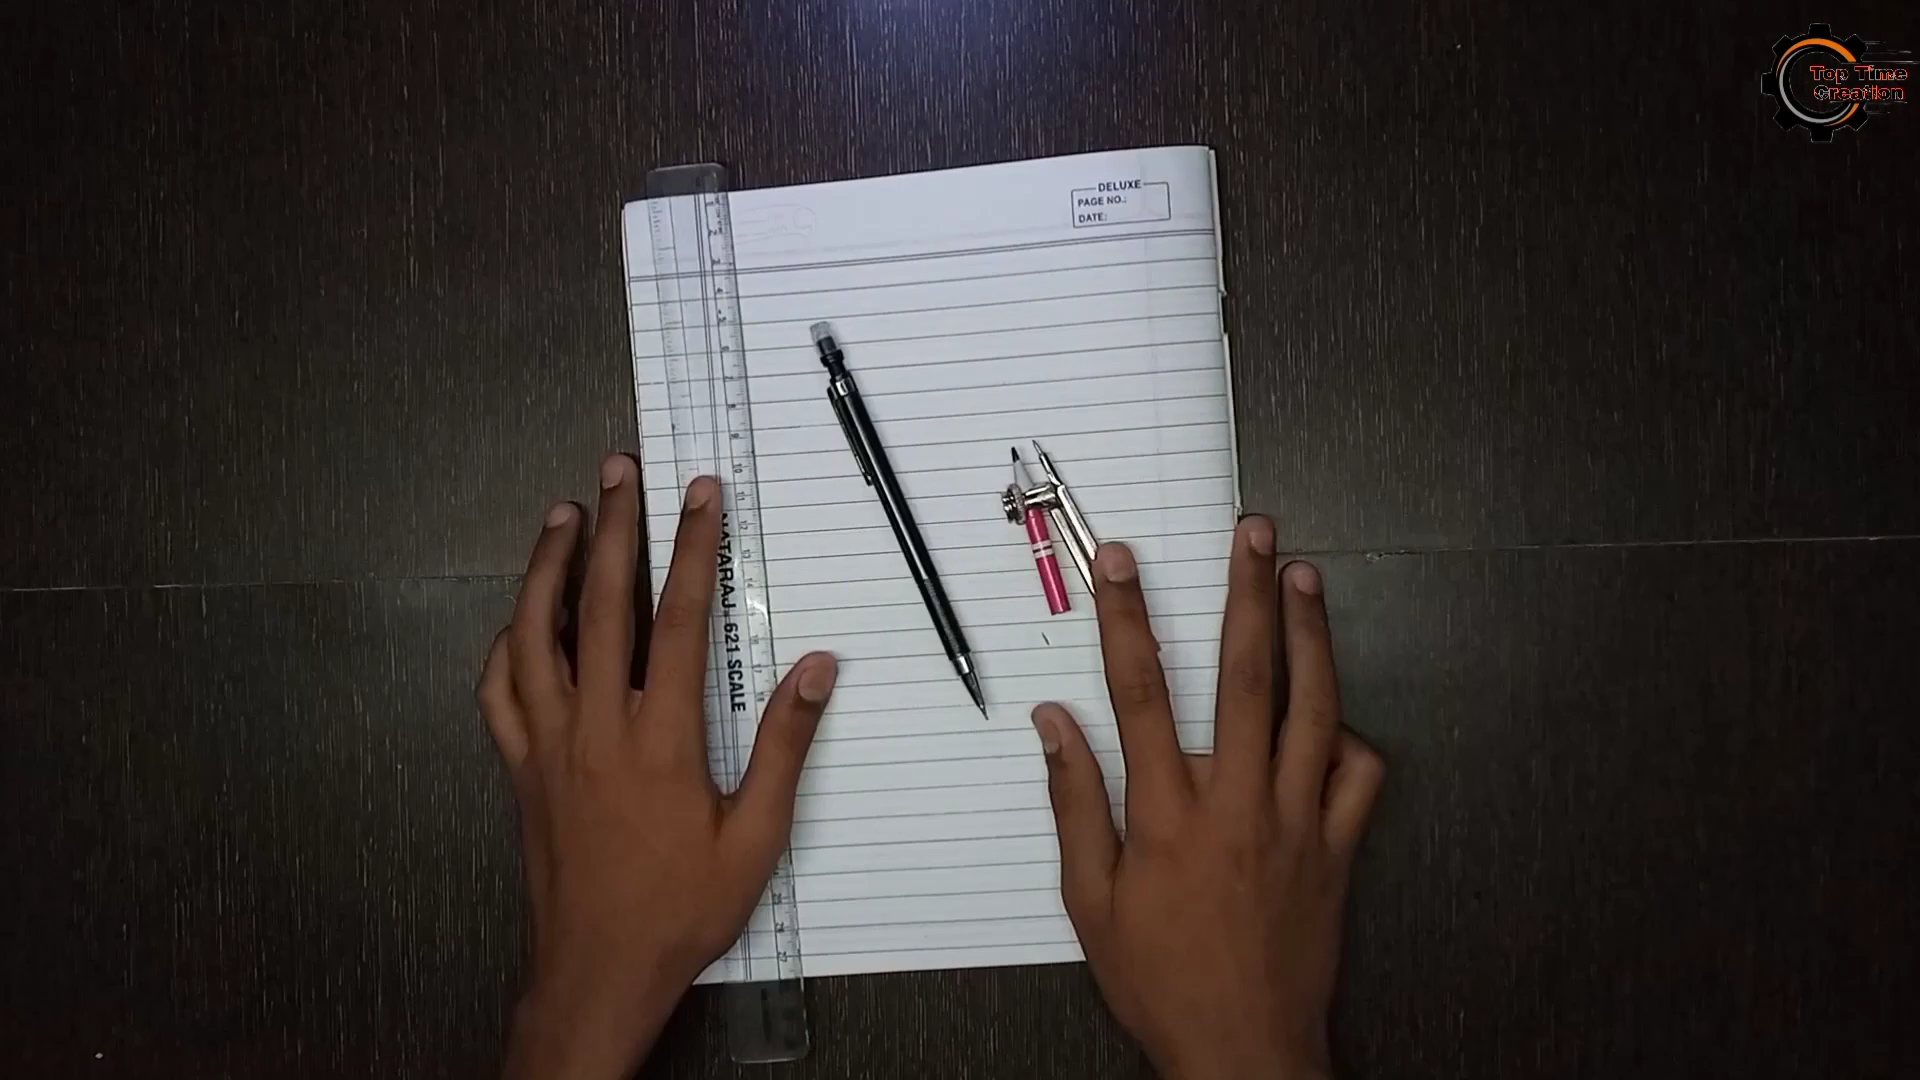 Top Time
Creation
DELUXE
PAGE NO.:
DATE:
NATARAJ 621 SCALE